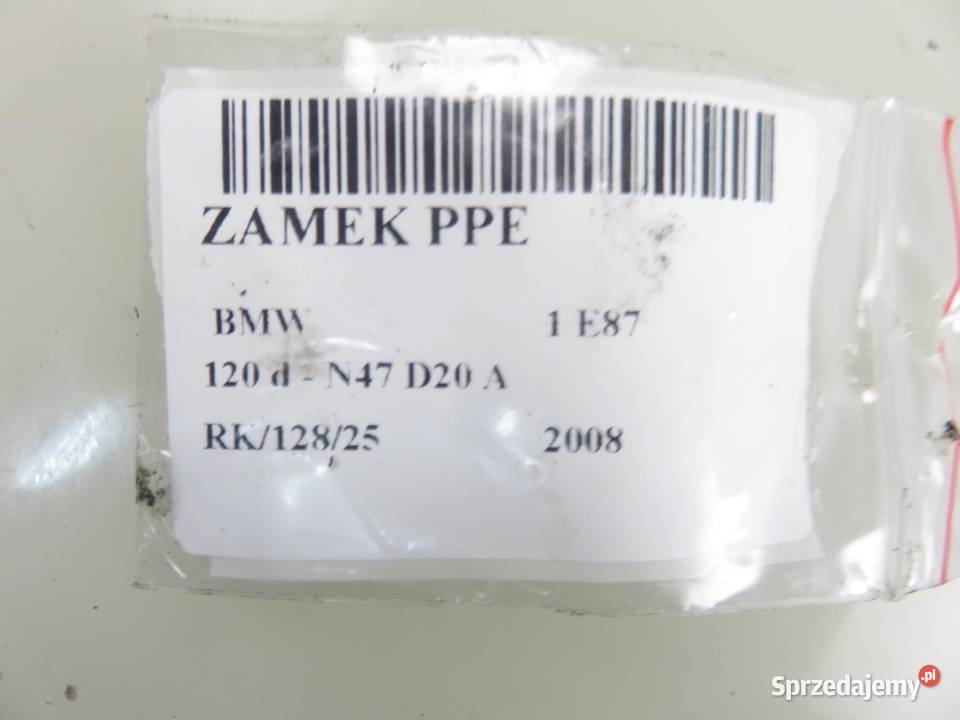 ZAMEK PPE
BMW 1 E87
120 d - N47 D20 A
RK/128/25 2008
Sprzedajemy.pl